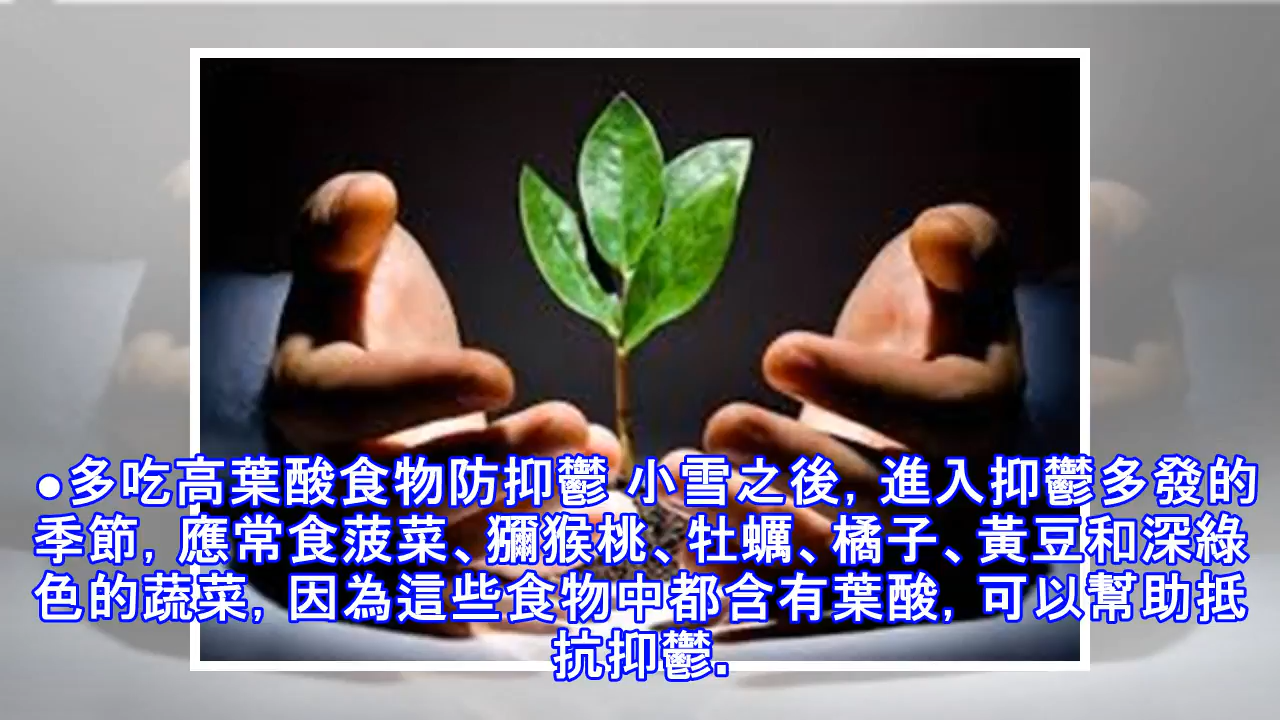 ●多吃高葉酸食物防抑鬱 小雪之後, 進入抑鬱多發的
季節, 應常食菠菜、獼猴桃、牡蠣、橘子、黃豆和深綠
色的蔬菜, 因為這些食物中都含有葉酸, 可以幫助抵
抗抑鬱.